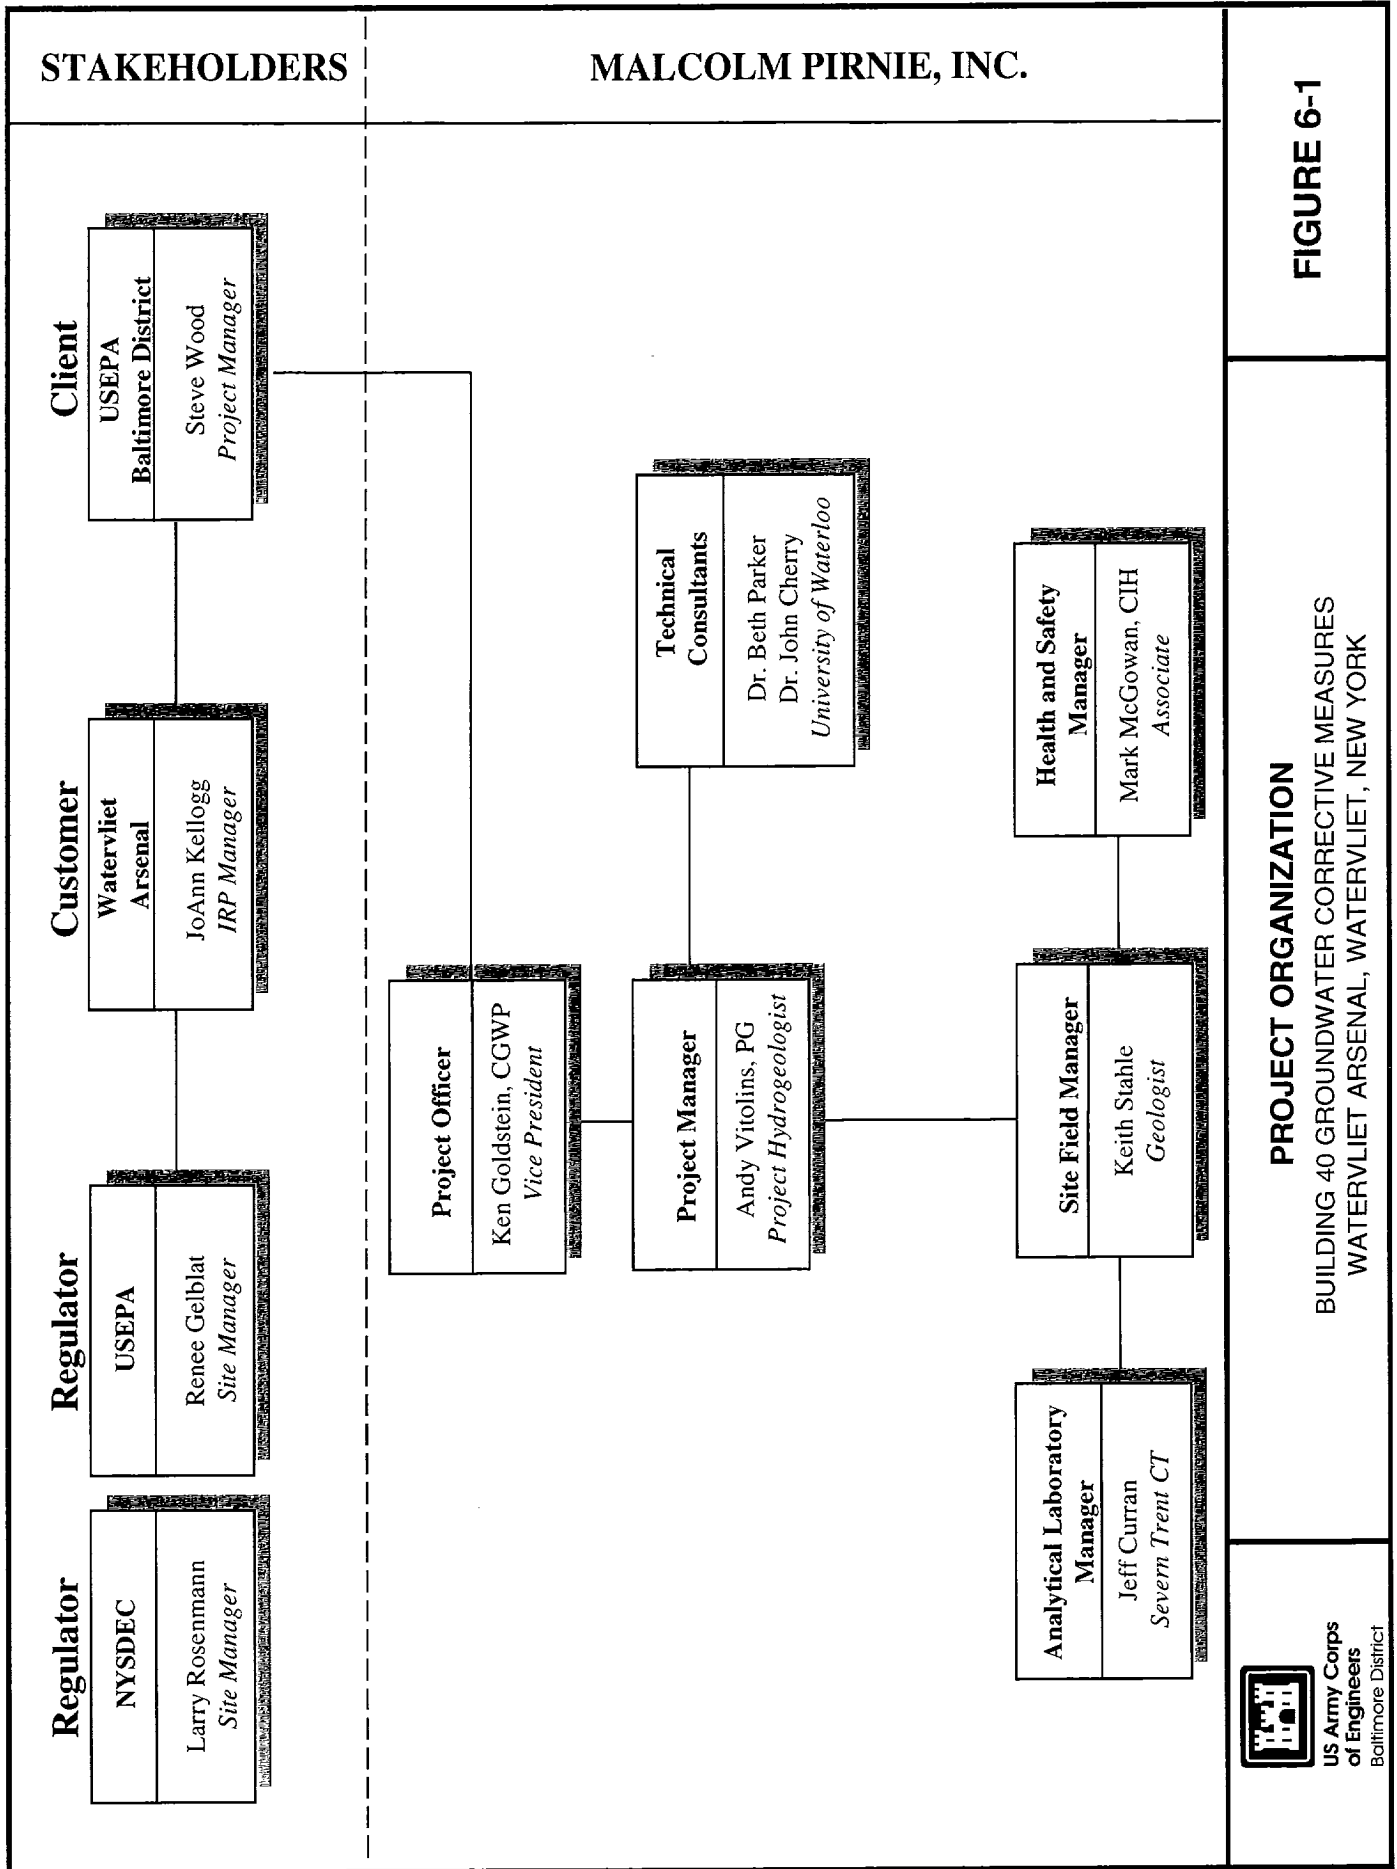 STAKEHOLDERS
Regulator
NYSDEC
Larry Rosenmann
Site Manager
Regulator
USEPA
Renee Gelblat
Site Manager
Customer
Watervliet
Arsenal
JoAnn Kellogg
IRP Manager
Client
USEPA
Baltimore District
Steve Wood
Project Manager
MALCOLM PIRNIE, INC.
Project Officer
Ken Goldstein, CGWP
Vice President
Project Manager
Andy Vitolins, PG
Project Hydrogeologist
Technical
Consultants
Dr. Beth Parker
Dr. John Cherry
University of Waterloo
Analytical Laboratory
Manager
Jeff Curran
Severn Trent CT
Site Field Manager
Keith Stahle
Geologist
Health and Safety
Manager
Mark McGowan, CIH
Associate
US Army Corps
of Engineers
Baltimore District
PROJECT ORGANIZATION
BUILDING 40 GROUNDWATER CORRECTIVE MEASURES
WATERVLIET ARSENAL, WATERVLIET, NEW YORK
FIGURE 6-1